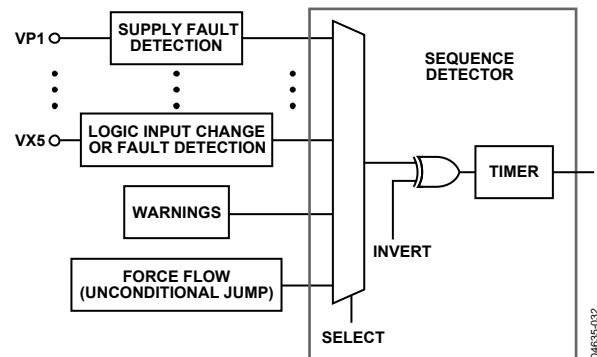 VP1
SUPPLY FAULT
DETECTION
SEQUENCE
DETECTOR
VX5
LOGIC INPUT CHANGE
OR FAULT DETECTION
TIMER
WARNINGS
INVERT
FORCE FLOW
(UNCONDITIONAL JUMP)
SELECT
04635-032